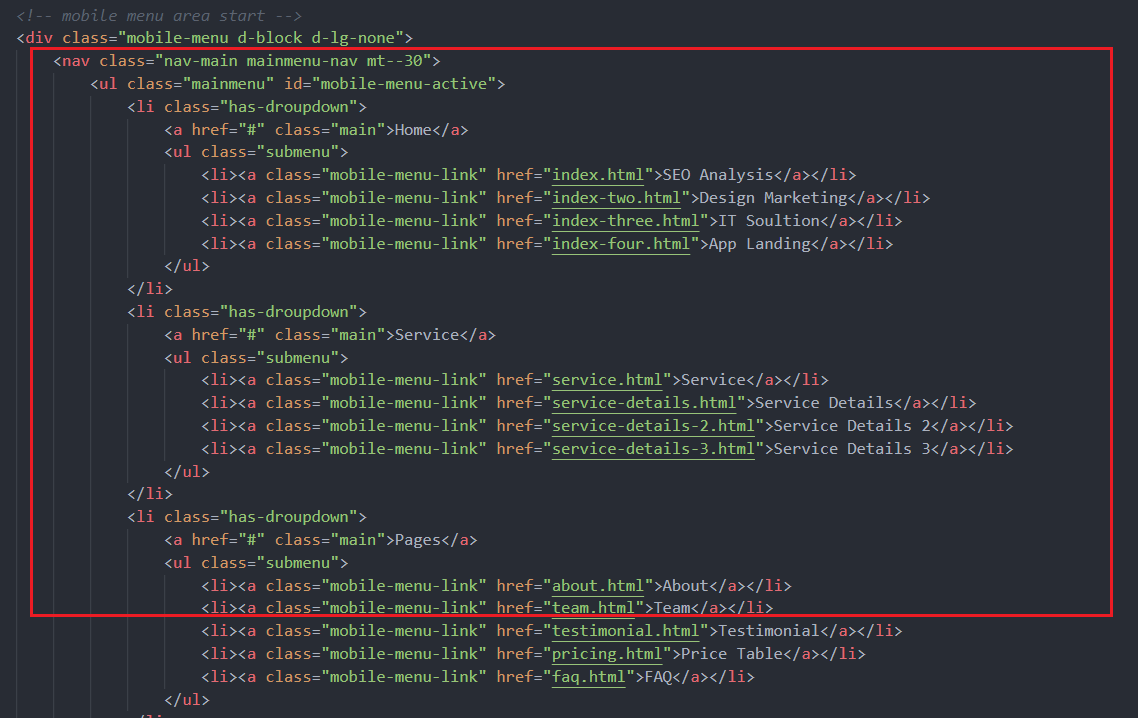 <!-- mobile menu area start -->
<div class="mobile-menu d-block d-lg-none">
<nav class="nav-main mainmenu-nav mt--30">
<ul class="mainmenu" id="mobile-menu-active">
<li class="has-droupdown">
<a href="#" class="main">Home</a>
<ul class="submenu">
<li><a class="mobile-menu-link" href="index.html">SEO Analysis</a></li>
<li><a class="mobile-menu-link" href="index-two.html">Design Marketing</a></li>
<li><a class="mobile-menu-link" href="index-three.html">IT Soultion</a></li>
<li><a class="mobile-menu-link" href="index-four.html">App Landing</a></li>
</ul>
</li>
<li class="has-droupdown">
<a href="#" class="main">Service</a>
<ul class="submenu">
<li><a class="mobile-menu-link" href="service.html">Service</a></li>
<li><a class="mobile-menu-link" href="service-details.html">Service Details</a></li>
<li><a class="mobile-menu-link" href="service-details-2.html">Service Details 2</a></li>
<li><a class="mobile-menu-link" href="service-details-3.html">Service Details 3</a></li>
</ul>
</li>
<li class="has-droupdown">
<a href="#" class="main">Pages</a>
<ul class="submenu">
<li><a class="mobile-menu-link" href="about.html">About</a></li>
<li><a class="mobile-menu-link" href="team.html">Team</a></li>
<li><a class="mobile-menu-link" href="testimonial.html">Testimonial</a></li>
<li><a class="mobile-menu-link" href="pricing.html">Price Table</a></li>
<li><a class="mobile-menu-link" href="faq.html">FAQ</a></li>
</ul>